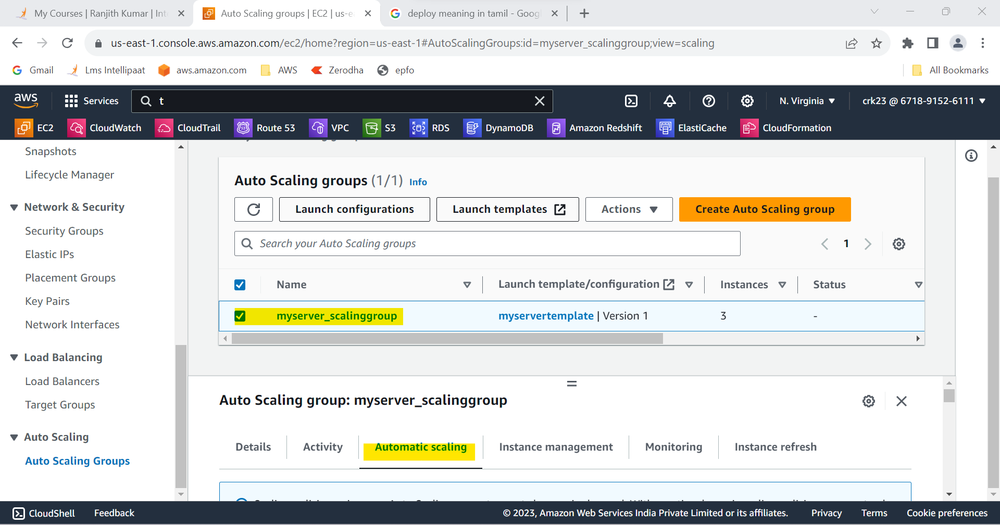 My Courses | Ranjith Kumar | Int
Auto Scaling groups | EC2 | us-e
deploy meaning in tamil - Googl
us-east-1.console.aws.amazon.com/ec2/home?region=us-east-1#AutoScalingGroups:id=myserver_scalinggroup;view=scaling
Gmail
Lms Intellipaat
aws.amazon.com
AWS
Zerodha
epfo
All Bookmarks
aws
Services
t
N. Virginia
crk23 @ 6718-9152-6111
EC2
CloudWatch
CloudTrail
53
Route 53
VPC
S3
RDS
DynamoDB
Amazon Redshift
ElastiCache
CloudFormation
Snapshots
Lifecycle Manager
Network & Security
Security Groups
Elastic IPs
Placement Groups
Key Pairs
Network Interfaces
Load Balancing
Load Balancers
Target Groups
Auto Scaling
Auto Scaling Groups
Auto Scaling groups (1/1) Info
Launch configurations
Launch templates
Actions
Create Auto Scaling group
Search your Auto Scaling groups
1
Name
Launch template/configuration
Instances
Status
myserver_scalinggroup
myservertemplate | Version 1
3
-
Auto Scaling group: myserver_scalinggroup
Details
Activity
Automatic scaling
Instance management
Monitoring
Instance refresh
CloudShell
Feedback
© 2023, Amazon Web Services India Private Limited or its affiliates.
Privacy
Terms
Cookie preferences